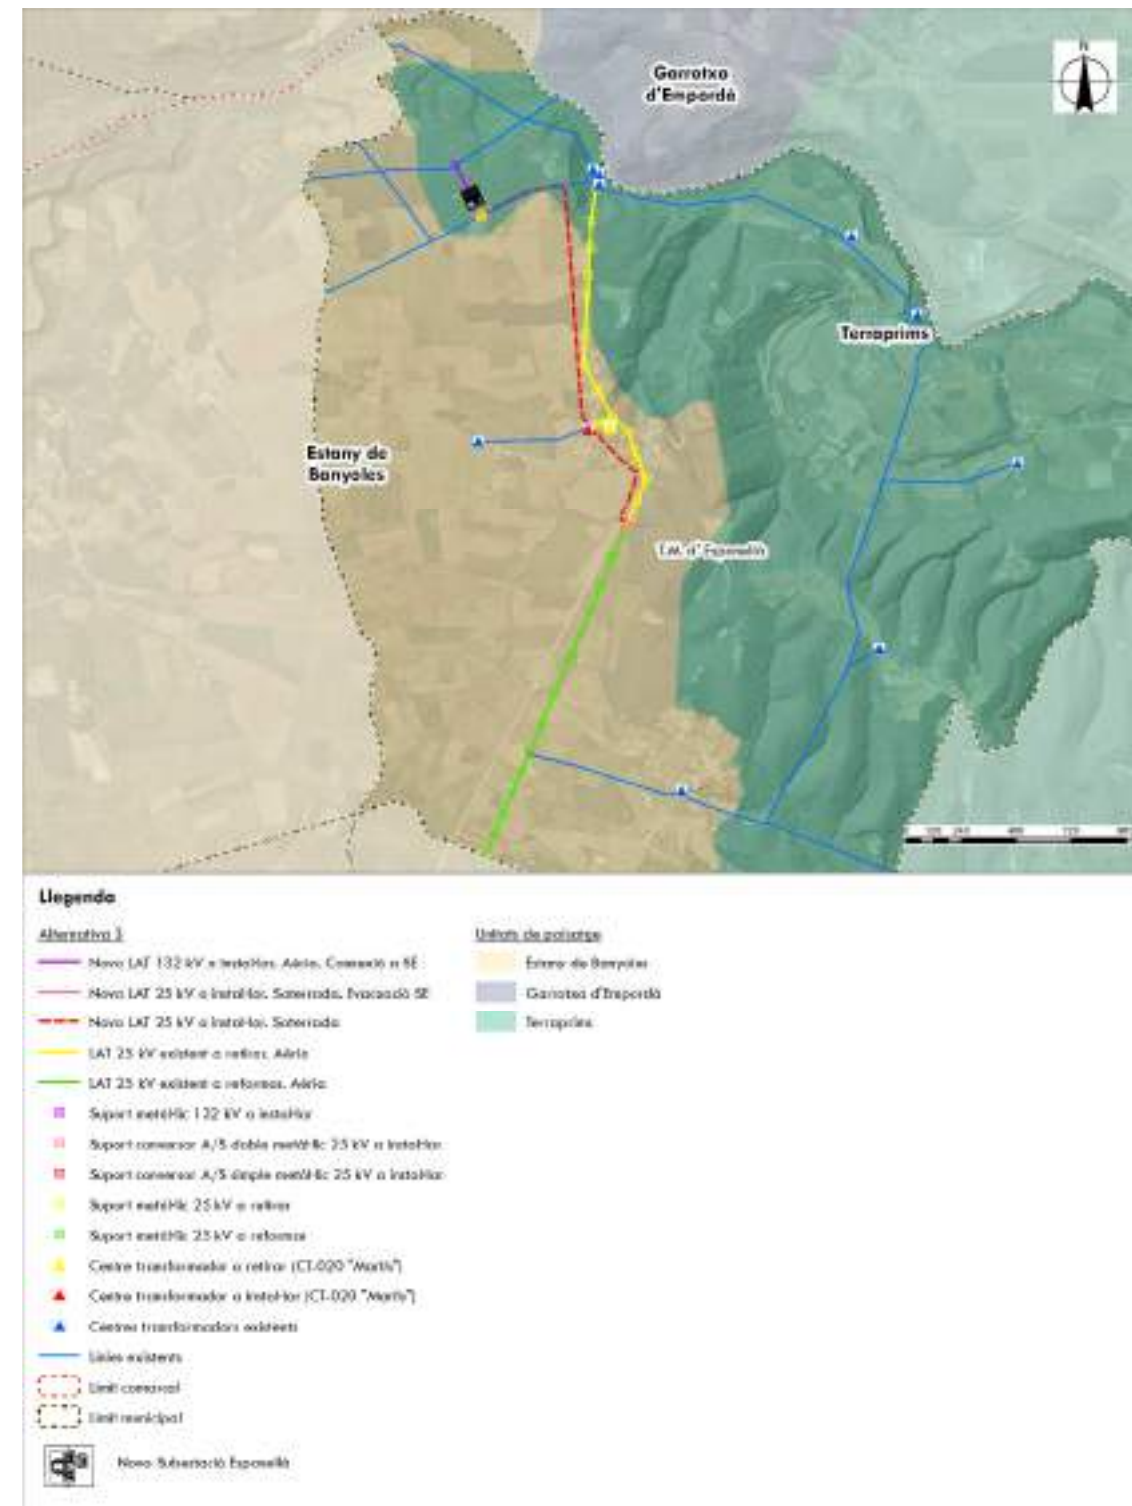 Garrotxa
d'Empordà
N
Terraprims
Estany de
Banyoles
T.M. d'Esponellà
Llegenda
Alternativa 3
Nova LAT 132 kV a instal·lar. Aèria. Connexió a SE
Nova LAT 25 kV a instal·lar. Soterrada. Evacuació SE
Nova LAT 25 kV a instal·lar. Soterrada
LAT 25 kV existent a retirar. Aèria
LAT 25 kV existent a reformar. Aèria
Suport metàl·lic 132 kV a instal·lar
Suport conversor A/S doble metàl·lic 25 kV a instal·lar
Suport conversor A/S simple metàl·lic 25 kV a instal·lar
Suport metàl·lic 25 kV a retirar
Suport metàl·lic 25 kV a reformar
Centre transformador a retirar (CT-020 "Martís")
Centre transformador a instal·lar (CT-020 "Martís")
Centres transformadors existents
Línies existents
Límit comarcal
Límit municipal
Nova Subestació Esponellà
Unitats de paisatge
Estany de Banyoles
Garrotxa d'Empordà
Terraprims